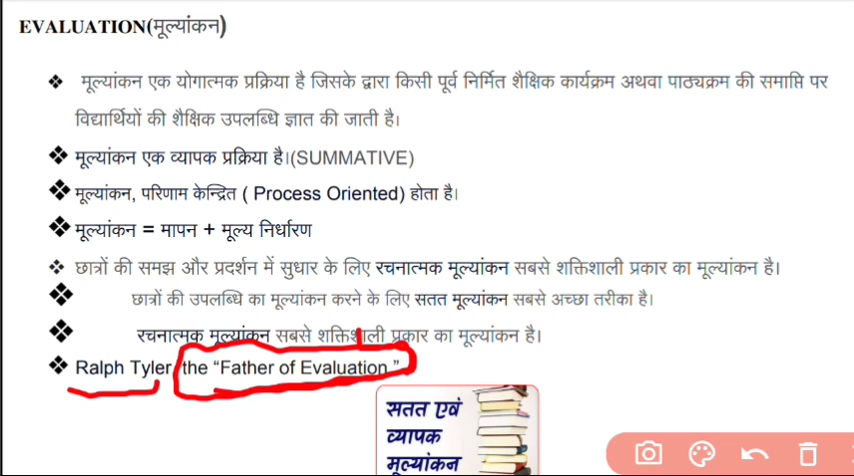 EVALUATION(मूल्यांकन)
❖ मूल्यांकन एक योगात्मक प्रक्रिया है जिसके द्वारा किसी पूर्व निर्मित शैक्षिक कार्यक्रम अथवा पाठ्यक्रम की समाप्ति पर
विद्यार्थियों की शैक्षिक उपलब्धि ज्ञात की जाती है।
❖ मूल्यांकन एक व्यापक प्रक्रिया है।(SUMMATIVE)
❖ मूल्यांकन, परिणाम केन्द्रित ( Process Oriented) होता है।
❖ मूल्यांकन = मापन + मूल्य निर्धारण
❖ छात्रों की समझ और प्रदर्शन में सुधार के लिए रचनात्मक मूल्यांकन सबसे शक्तिशाली प्रकार का मूल्यांकन है।
❖ छात्रों की उपलब्धि का मूल्यांकन करने के लिए सतत मूल्यांकन सबसे अच्छा तरीका है।
❖ रचनात्मक मूल्यांकन सबसे शक्तिशाली प्रकार का मूल्यांकन है।
❖ Ralph Tyler, the “Father of Evaluation.”
सतत एवं
व्यापक
मूल्यांकन